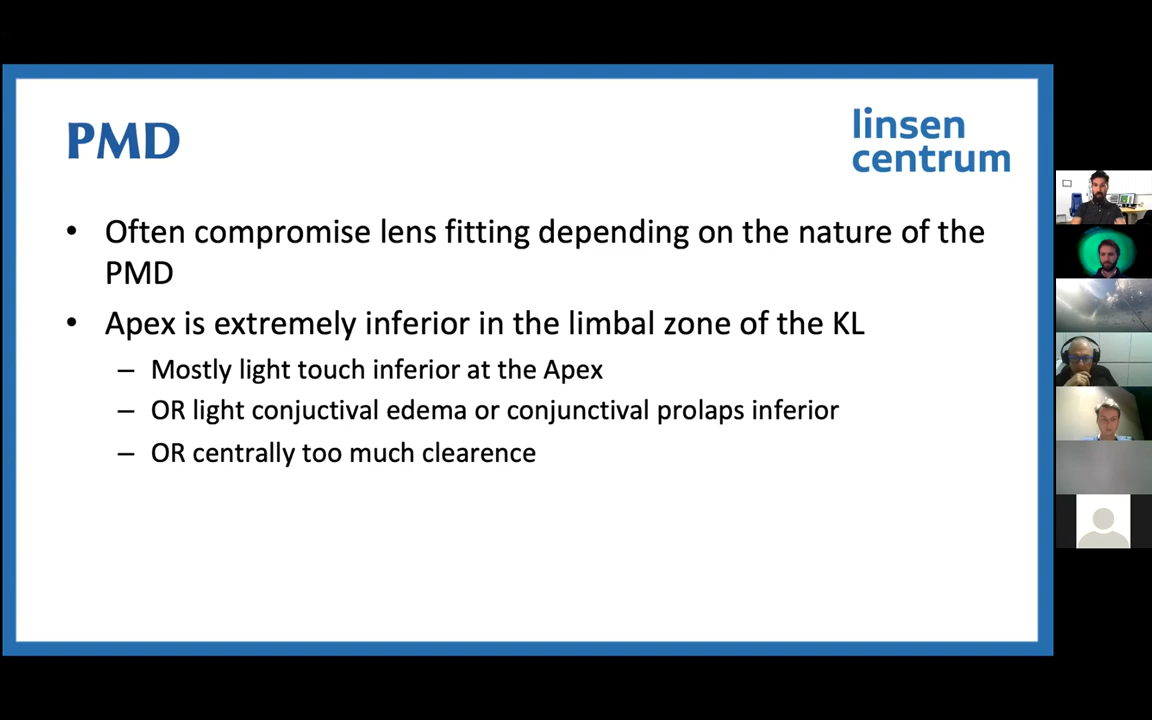 PMD
linsen
centrum
• Often compromise lens fitting depending on the nature of the
PMD
• Apex is extremely inferior in the limbal zone of the KL
– Mostly light touch inferior at the Apex
– OR light conjuctival edema or conjunctival prolaps inferior
– OR centrally too much clearence